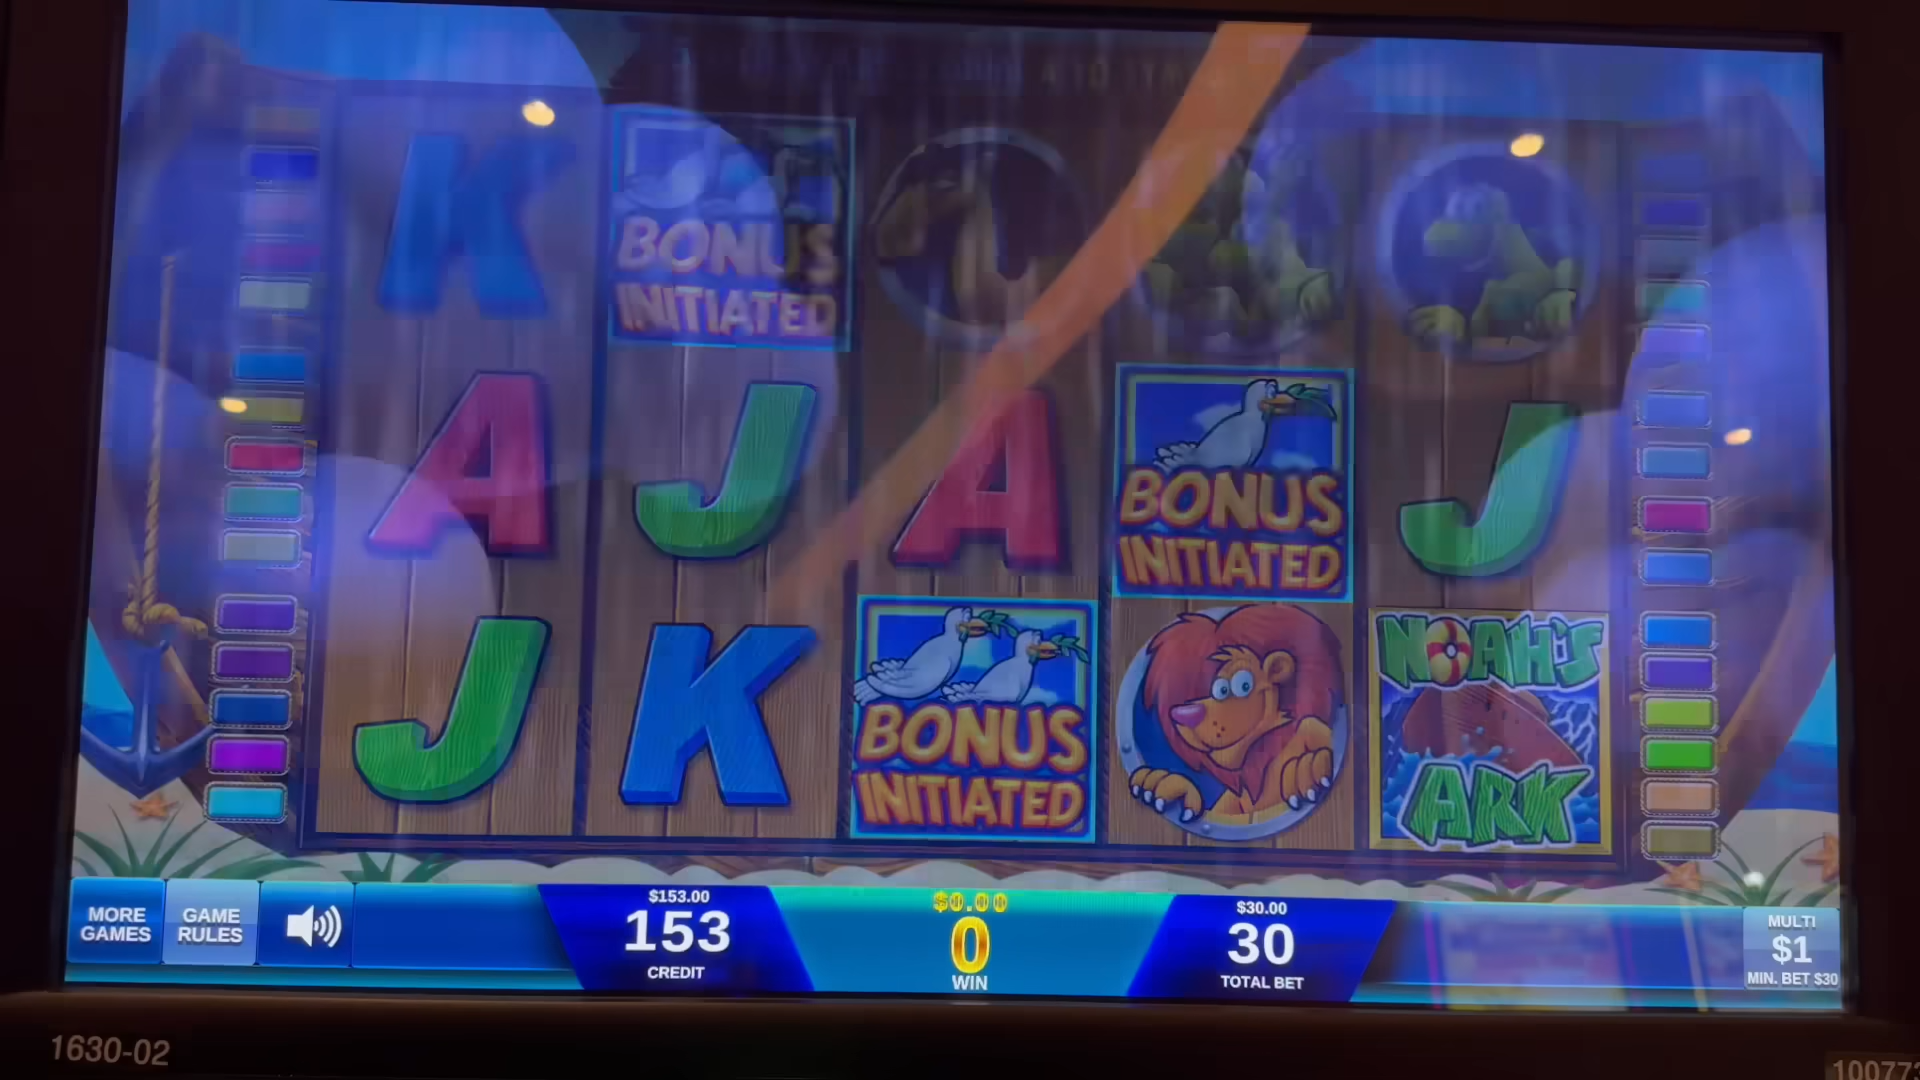 K
BONUS
INITIATED
A
J
A
BONUS
INITIATED
J
J
K
BONUS
INITIATED
NOAH'S
ARK
MORE
GAMES
GAME
RULES
$153.00
153
CREDIT
$0.00
0
WIN
$30.00
30
TOTAL BET
MULTI
$1
MIN. BET $30
1630-02
100773